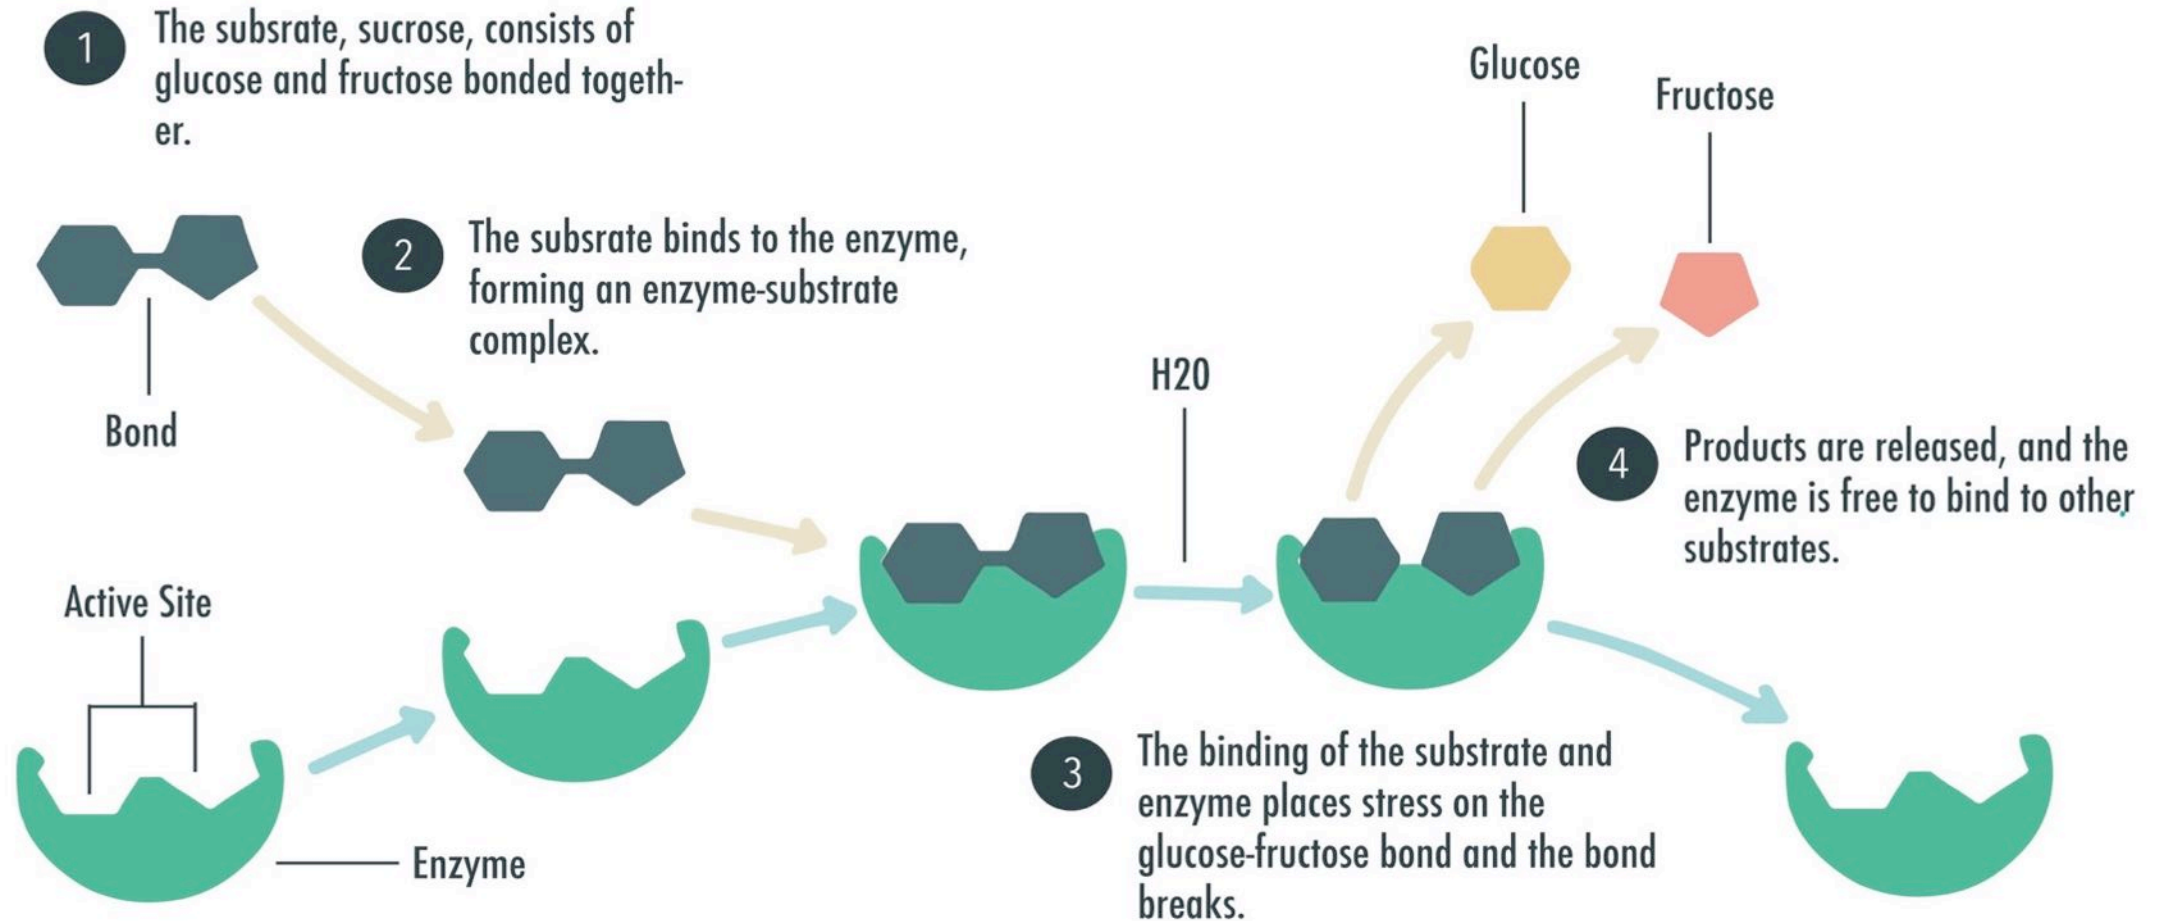 1
The subsrate, sucrose, consists of
glucose and fructose bonded togeth-
er.
Glucose
Fructose
2
The subsrate binds to the enzyme,
forming an enzyme-substrate
complex.
Bond
H20
4
Products are released, and the
enzyme is free to bind to other
substrates.
Active Site
3
The binding of the substrate and
enzyme places stress on the
glucose-fructose bond and the bond
breaks.
Enzyme